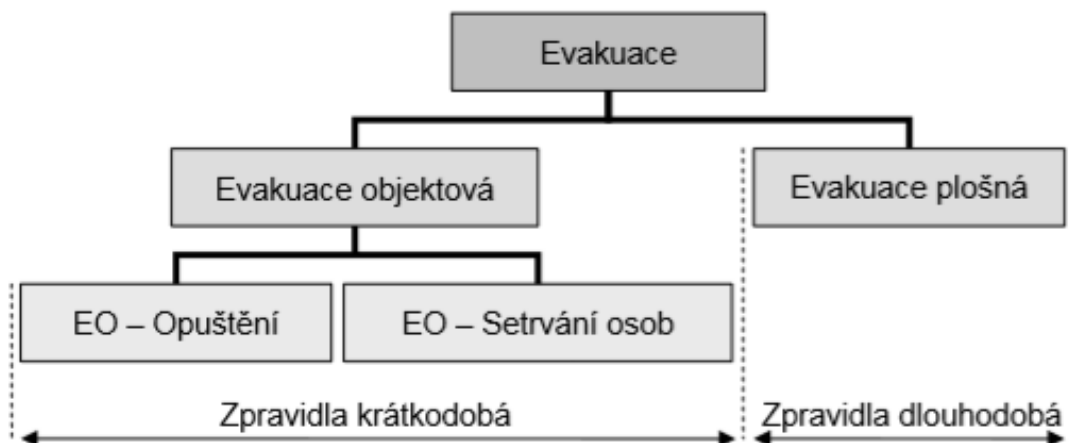 Evakuace
Evakuace objektová
Evakuace plošná
EO – Opuštění
EO – Setrvání osob
Zpravidla krátkodobá
Zpravidla dlouhodobá